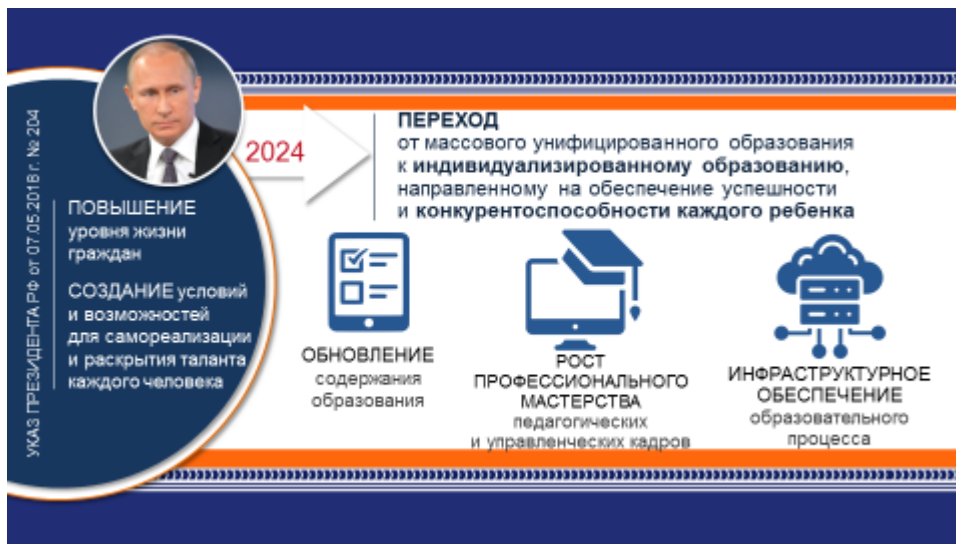 УКАЗ ПРЕЗИДЕНТА РФ от 07.05.2018 г. № 204
ПОВЫШЕНИЕ
уровня жизни
граждан
СОЗДАНИЕ условий
и возможностей
для самореализации
и раскрытия таланта
каждого человека
2024
ПЕРЕХОД
от массового унифицированного образования
к индивидуализированному образованию,
направленному на обеспечение успешности
и конкурентоспособности каждого ребенка
ОБНОВЛЕНИЕ
содержания
образования
РОСТ
ПРОФЕССИОНАЛЬНОГО
МАСТЕРСТВА
педагогических
и управленческих кадров
ИНФРАСТРУКТУРНОЕ
ОБЕСПЕЧЕНИЕ
образовательного
процесса